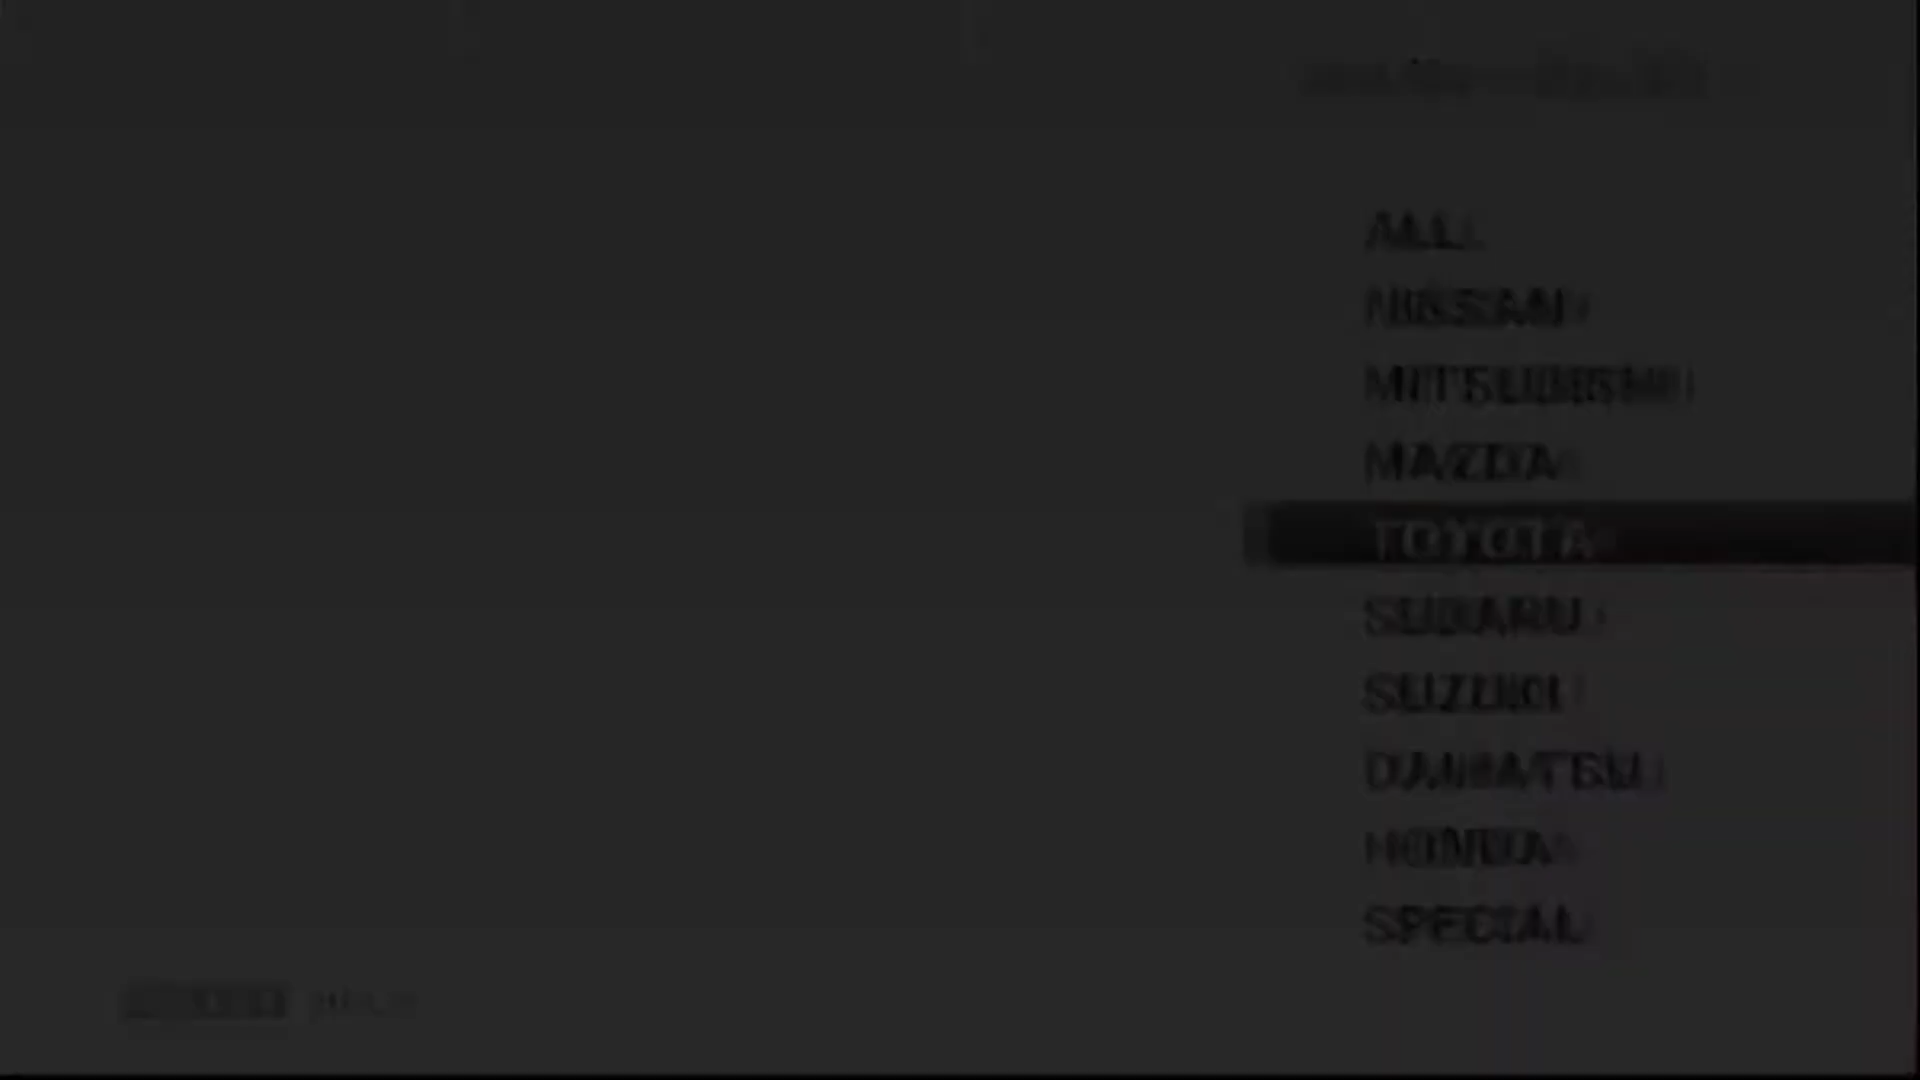 ALL
NISSAN
MITSUBISHI
MAZDA
TOYOTA
SUBARU
SUZUKI
DAIHATSU
HONDA
SPECIAL